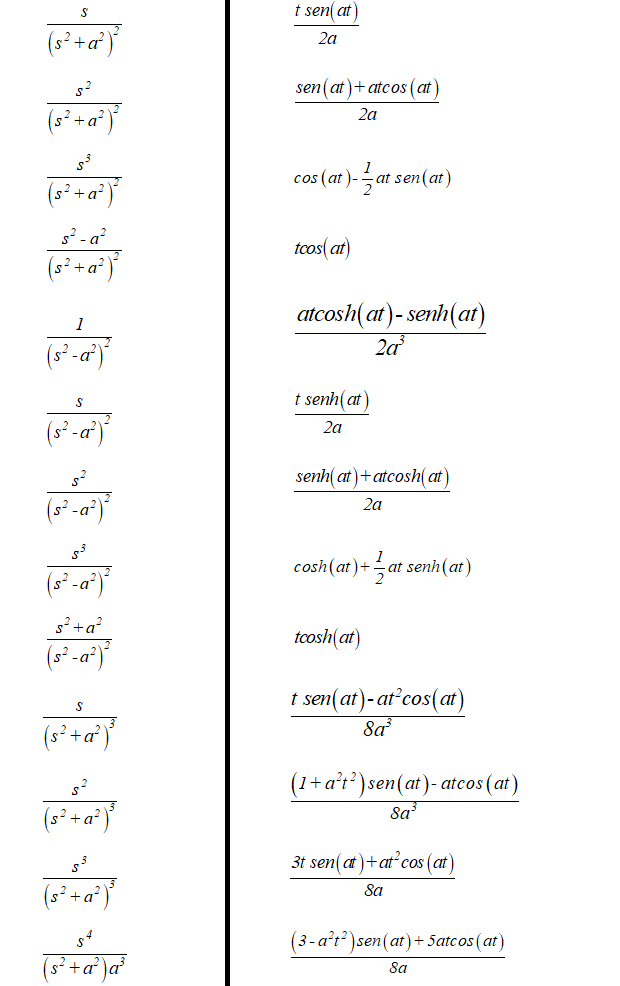 s/(s²+a²)² t sen(at)/2a
s²/(s²+a²)² sen(at)+atcos(at)/2a
s³/(s²+a²)² cos(at)-1/2 at sen(at)
s²-a²/(s²+a²)² tcos(at)
1/(s²-a²)² atcosh(at)-senh(at)/2a³
s/(s²-a²)² t senh(at)/2a
s²/(s²-a²)² senh(at)+atcosh(at)/2a
s³/(s²-a²)² cosh(at)+1/2 at senh(at)
s²+a²/(s²-a²)² tcosh(at)
s/(s²+a²)³ t sen(at)-at²cos(at)/8a³
s²/(s²+a²)³ (1+a²t²)sen(at)-atcos(at)/8a³
s³/(s²+a²)³ 3t sen(at)+at²cos(at)/8a
s⁴/(s²+a²)a³ (3-a²t²)sen(at)+5atcos(at)/8a